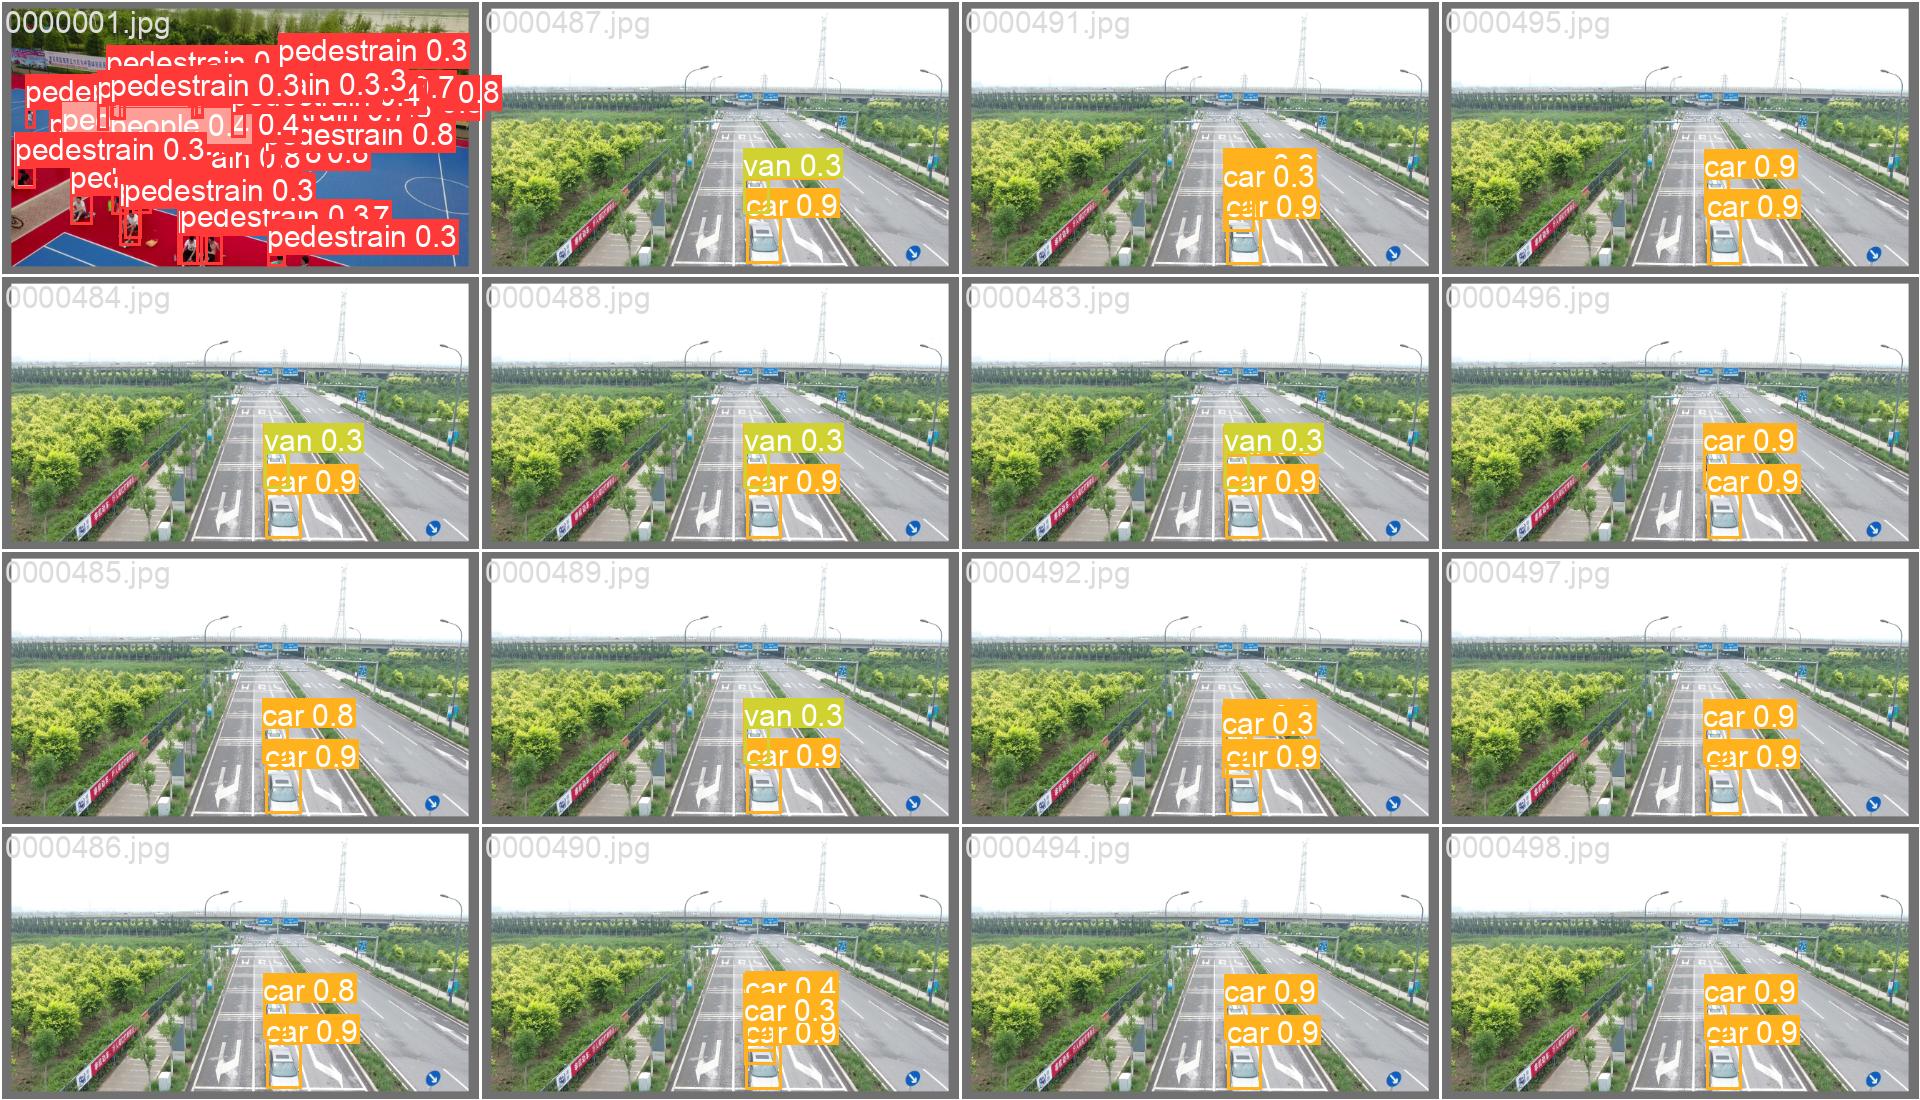 0000001.jpg
pedestrain 0.3
pedestrain 0.3
people 0.4
0.4
0.8
pedestrain 0.3
pedestrain 0.3
pedestrain 0.3
0000487.jpg
van 0.3
car 0.9
0000491.jpg
car 0.3
car 0.9
0000495.jpg
car 0.9
car 0.9
0000484.jpg
van 0.3
car 0.9
0000488.jpg
van 0.3
car 0.9
0000483.jpg
van 0.3
car 0.9
0000496.jpg
car 0.9
car 0.9
0000485.jpg
car 0.8
car 0.9
0000489.jpg
van 0.3
car 0.9
0000492.jpg
car 0.3
car 0.9
0000497.jpg
car 0.9
car 0.9
0000486.jpg
car 0.8
car 0.9
0000490.jpg
car 0.4
car 0.3
car 0.9
0000494.jpg
car 0.9
car 0.9
0000498.jpg
car 0.9
car 0.9